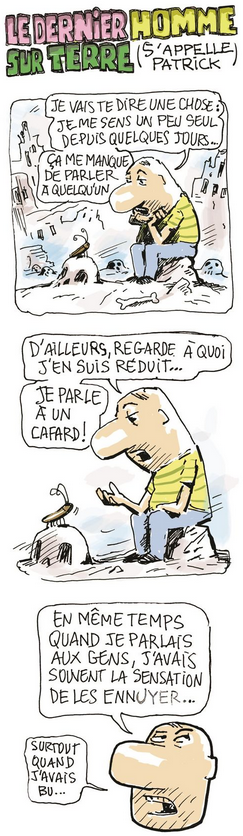 LE DERNIER HOMME
SUR TERRE (S'APPELLE
PATRICK)
JE VAIS TE DIRE UNE CHOSE:
JE ME SENS UN PEU SEUL
DEPUIS QUELQUES JOURS...
ÇA ME MANQUE
DE PARLER
À QUELQU'UN
D'AILLEURS, REGARDE À QUOI
J'EN SUIS RÉDUIT...
JE PARLE
À UN
CAFARD!
EN MÊME TEMPS
QUAND JE PARLAIS
AUX GENS, J'AVAIS
SOUVENT LA SENSATION
DE LES ENNUYER...
SURTOUT
QUAND
J'AVAIS
BU...